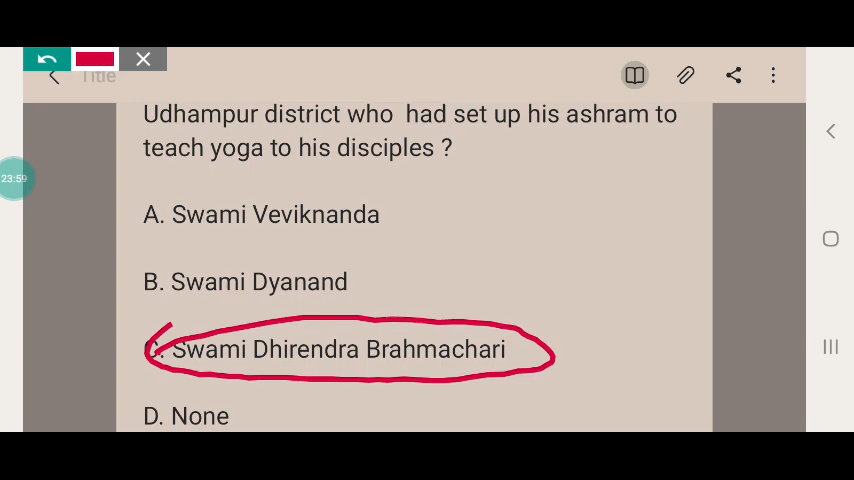 Title
Udhampur district who had set up his ashram to
teach yoga to his disciples ?
A. Swami Veviknanda
B. Swami Dyanand
C. Swami Dhirendra Brahmachari
D. None
23:59